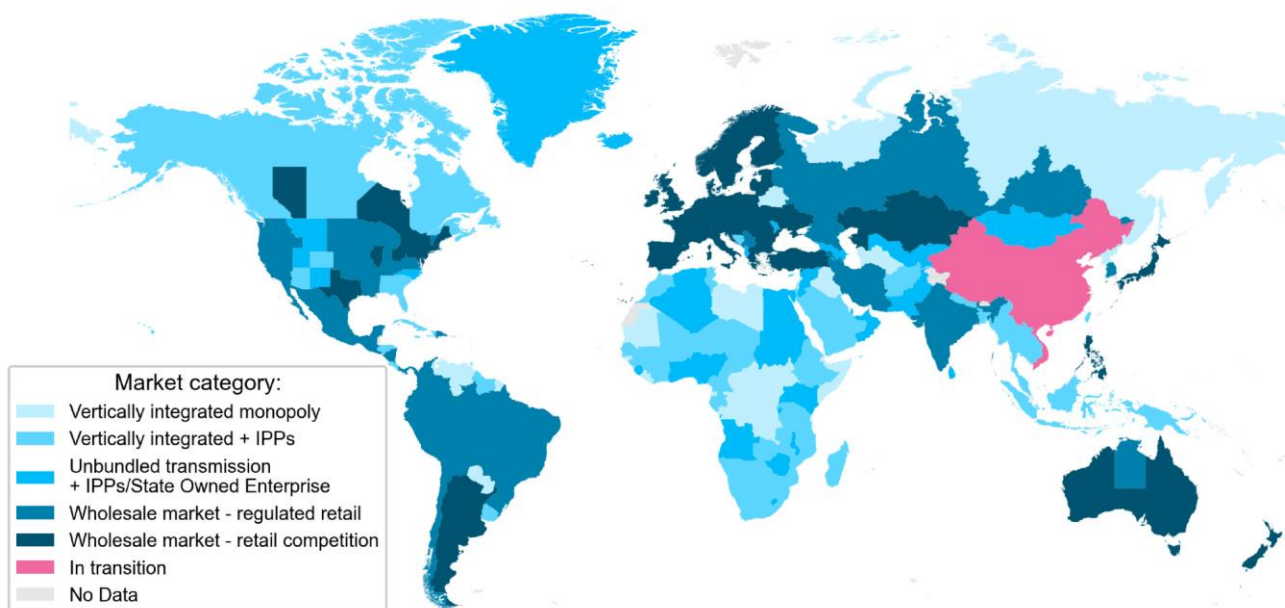 Market category:
Vertically integrated monopoly
Vertically integrated + IPPs
Unbundled transmission
+ IPPs/State Owned Enterprise
Wholesale market - regulated retail
Wholesale market - retail competition
In transition
No Data